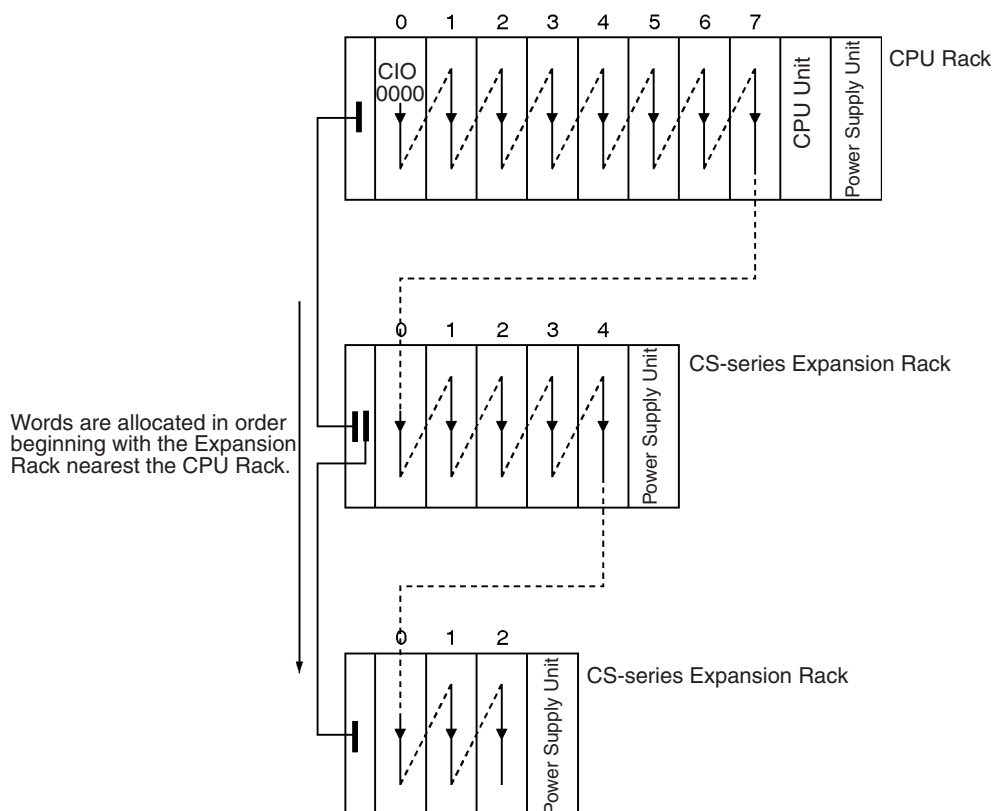 0 1 2 3 4 5 6 7
CPU Rack
CIO
0000
CPU Unit
Power Supply Unit
0 1 2 3 4
CS-series Expansion Rack
Power Supply Unit
Words are allocated in order
beginning with the Expansion
Rack nearest the CPU Rack.
0 1 2
CS-series Expansion Rack
Power Supply Unit